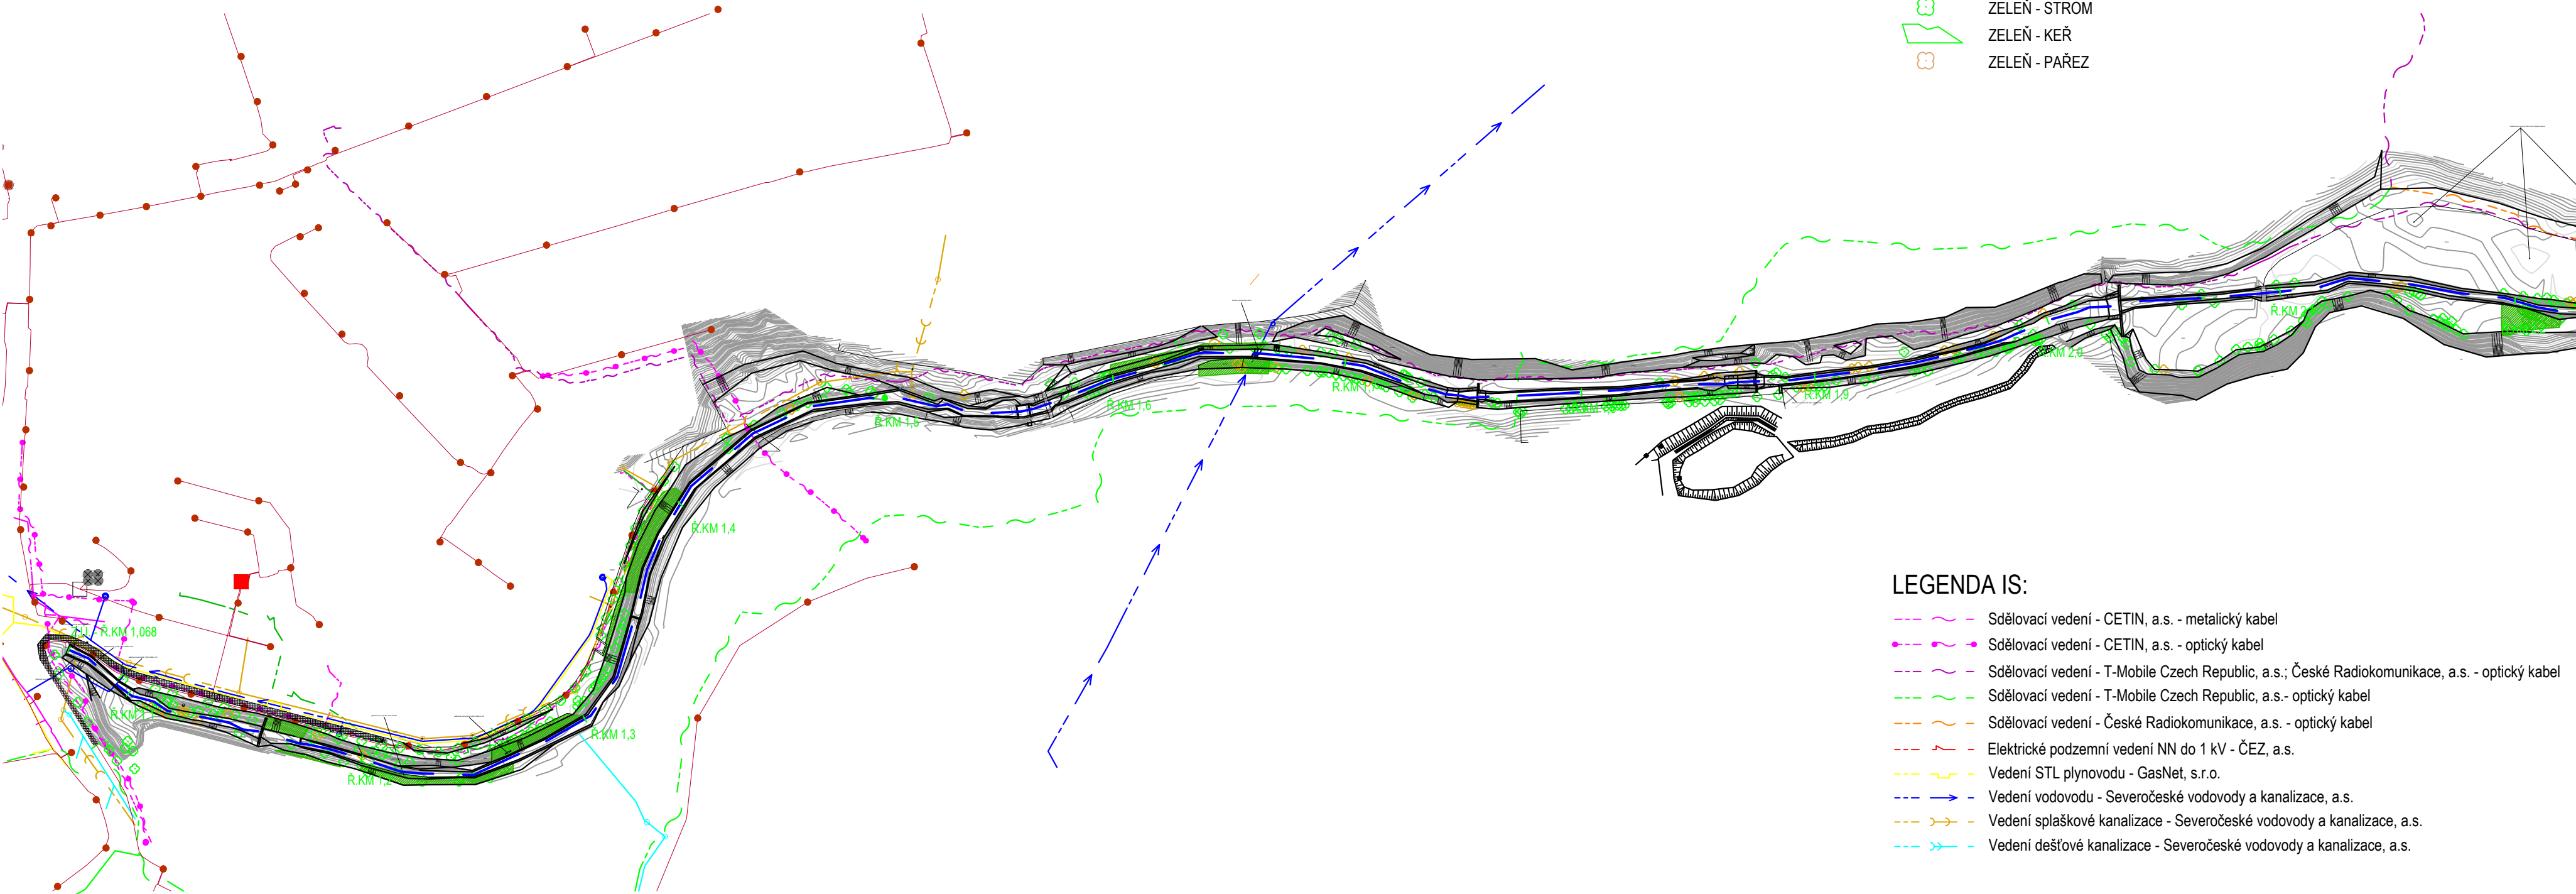 ZELEŇ - STROM
ZELEŇ - KEŘ
ZELEŇ - PAŘEZ
Ř.KM 1,6
Ř.KM 1,9
Ř.KM 1,4
Ř.KM 1,068
Ř.KM 1,3
LEGENDA IS:
Sdělovací vedení - CETIN, a.s. - metalický kabel
Sdělovací vedení - CETIN, a.s. - optický kabel
Sdělovací vedení - T-Mobile Czech Republic, a.s.; České Radiokomunikace, a.s. - optický kabel
Sdělovací vedení - T-Mobile Czech Republic, a.s.- optický kabel
Sdělovací vedení - České Radiokomunikace, a.s. - optický kabel
Elektrické podzemní vedení NN do 1 kV - ČEZ, a.s.
Vedení STL plynovodu - GasNet, s.r.o.
Vedení vodovodu - Severočeské vodovody a kanalizace, a.s.
Vedení splaškové kanalizace - Severočeské vodovody a kanalizace, a.s.
Vedení dešťové kanalizace - Severočeské vodovody a kanalizace, a.s.